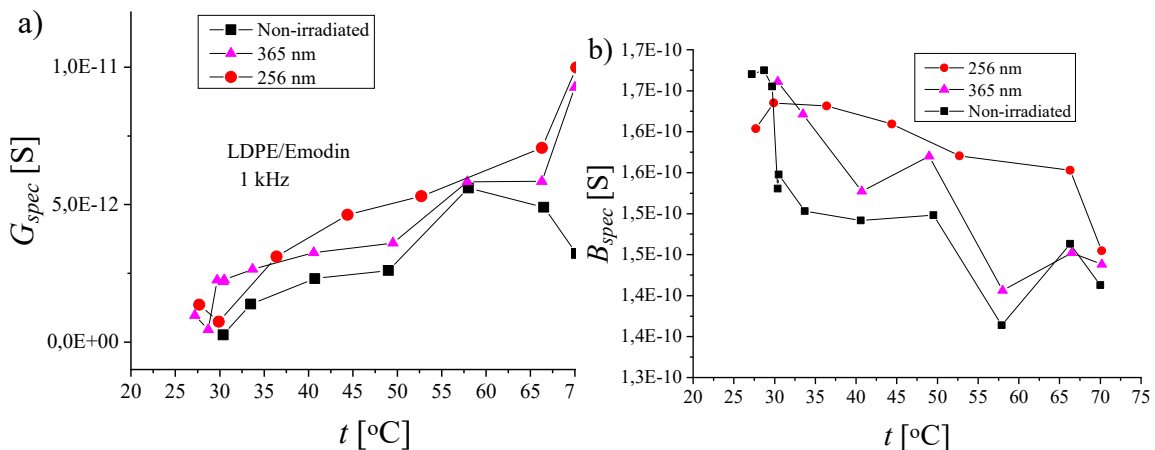 a)
Non-irradiated
365 nm
256 nm
LDPE/Emodin
1 kHz
1,0E-11
5,0E-12
0,0E+00
G_spec [S]
20 25 30 35 40 45 50 55 60 65 7
t [°C]
b)
256 nm
365 nm
Non-irradiated
1,7E-10
1,7E-10
1,6E-10
1,6E-10
1,5E-10
1,5E-10
1,4E-10
1,4E-10
1,3E-10
B_spec [S]
20 25 30 35 40 45 50 55 60 65 70 75
t [°C]